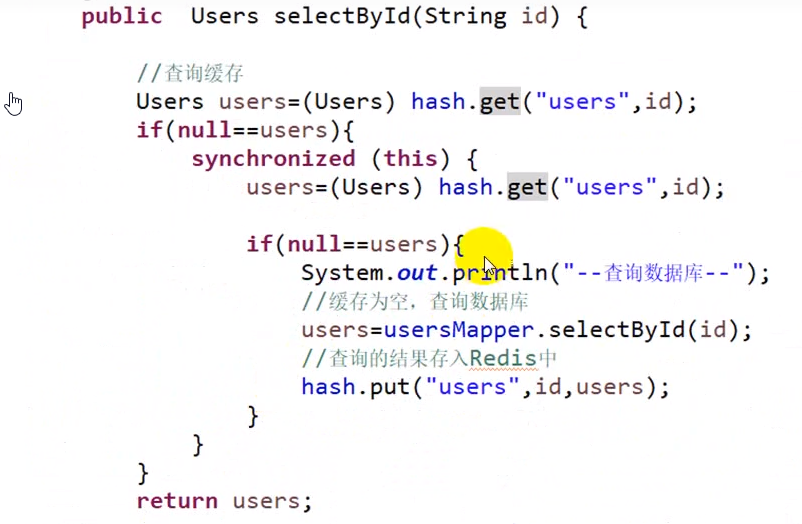 public  Users selectById(String id) {
//查询缓存
Users users=(Users) hash.get("users",id);
if(null==users){
synchronized (this) {
users=(Users) hash.get("users",id);
if(null==users){
System.out.println("--查询数据库--");
//缓存为空，查询数据库
users=usersMapper.selectById(id);
//查询的结果存入Redis中
hash.put("users",id,users);
}
}
}
return users;